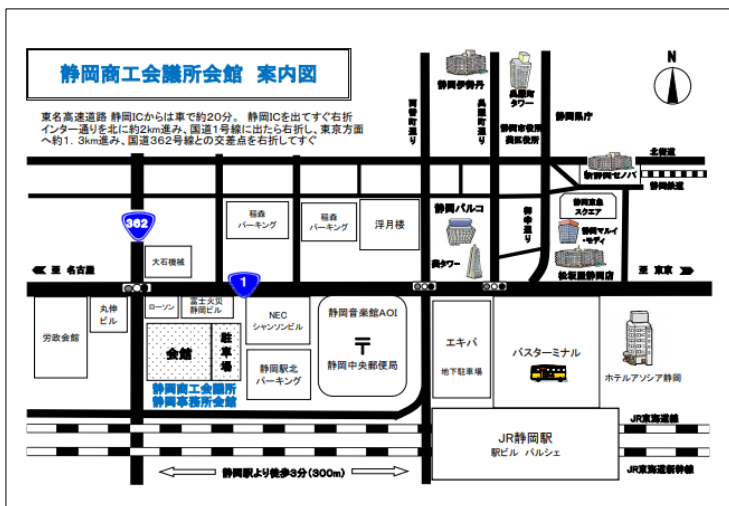 静岡商工会議所会館 案内図
東名高速道路 静岡ICからは車で約20分。 静岡ICを出てすぐ右折
インター通りを北に約2km進み、国道1号線に出たら右折し、東京方面
へ約1.3km進み、国道362号線との交差点を右折してすぐ
N
静岡伊勢丹
呉服町
タワー
両替町通り
呉服町通り
静岡市役所
葵区役所
静岡県庁
北街道
新静岡セノバ
静岡鉄道
362
稲森
パーキング
稲森
パーキング
浮月楼
静岡パルコ
葵タワー
御幸通り
静岡東急
スクエア
静岡マルイ
・モディ
松坂屋静岡店
大石機械
至 名古屋
1
至 東京
労政会館
丸伸
ビル
ローソン
富士火災
静岡ビル
NEC
シャンソンビル
静岡音楽館AOI
〒
静岡中央郵便局
エキパ
地下駐車場
バスターミナル
ホテルアソシア静岡
会館
駐車場
静岡駅北
パーキング
静岡商工会議所
静岡事務所会館
JR静岡駅
駅ビル パルシェ
JR東海道線
JR東海道新幹線
静岡駅より徒歩3分(300m)